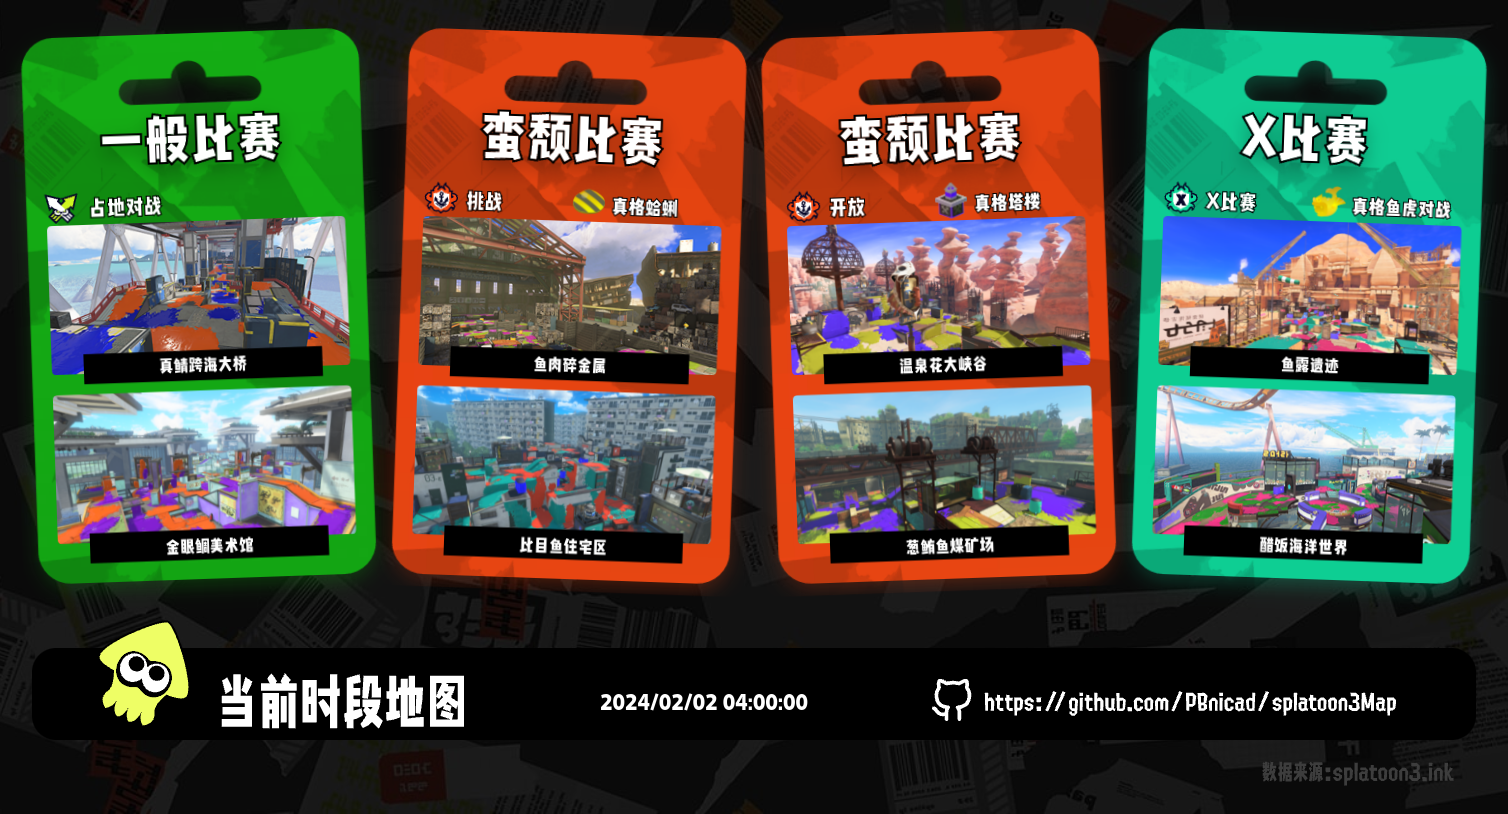 一般比赛
占地对战
真鲭跨海大桥
金眼鲷美术馆
蛮颓比赛
挑战
真格蛤蜊
鱼肉碎金属
比目鱼住宅区
蛮颓比赛
开放
真格塔楼
温泉花大峡谷
葱鲔鱼煤矿场
X比赛
X比赛
真格鱼虎对战
鱼露遗迹
醋饭海洋世界
当前时段地图
2024/02/02 04:00:00
https://github.com/PBnicad/splatoon3Map
数据来源:splatoon3.ink